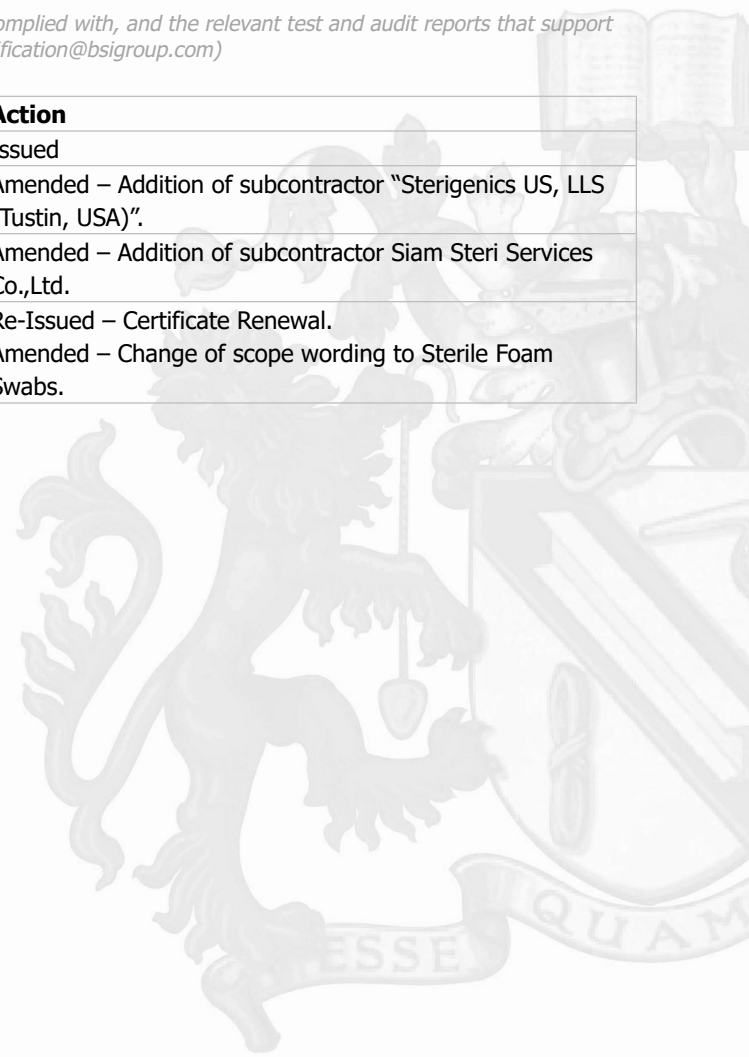 omplied with, and the relevant test and audit reports that support
ification@bsigroup.com)
Action
Issued
Amended – Addition of subcontractor “Sterigenics US, LLS
(Tustin, USA)”.
Amended – Addition of subcontractor Siam Steri Services
Co.,Ltd.
Re-Issued – Certificate Renewal.
Amended – Change of scope wording to Sterile Foam
Swabs.
ESSE
QUAM